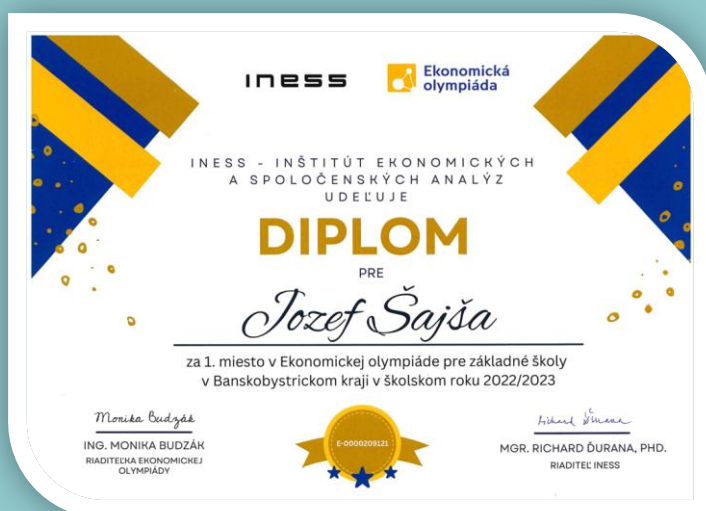 iness
Ekonomická
olympiáda
INESS - INŠTITÚT EKONOMICKÝCH
A SPOLOČENSKÝCH ANALÝZ
UDEĽUJE
DIPLOM
PRE
Jozef Šajša
za 1. miesto v Ekonomickej olympiáde pre základné školy
v Banskobystrickom kraji v školskom roku 2022/2023
Monika Budzák
ING. MONIKA BUDZÁK
RIADITEĽKA EKONOMICKEJ
OLYMPIÁDY
E-0000209121
Richard Ďurana
MGR. RICHARD ĎURANA, PHD.
RIADITEĽ INESS